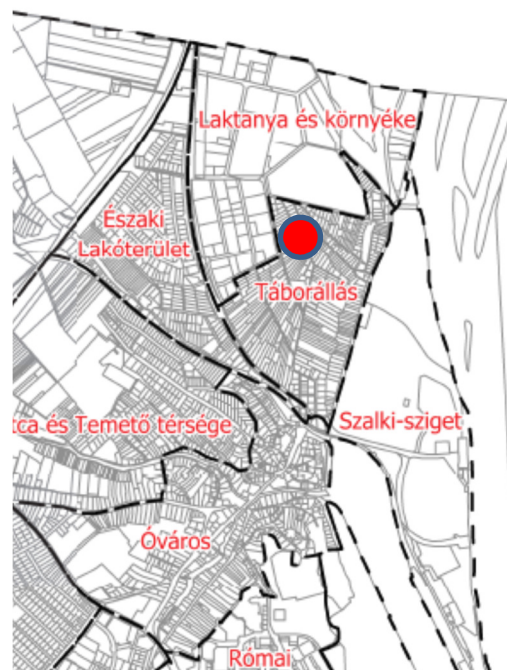 Laktanya és környéke
Északi
Lakóterület
Táborállás
tca és Temető térsége
Szalki-sziget
Óváros
Római